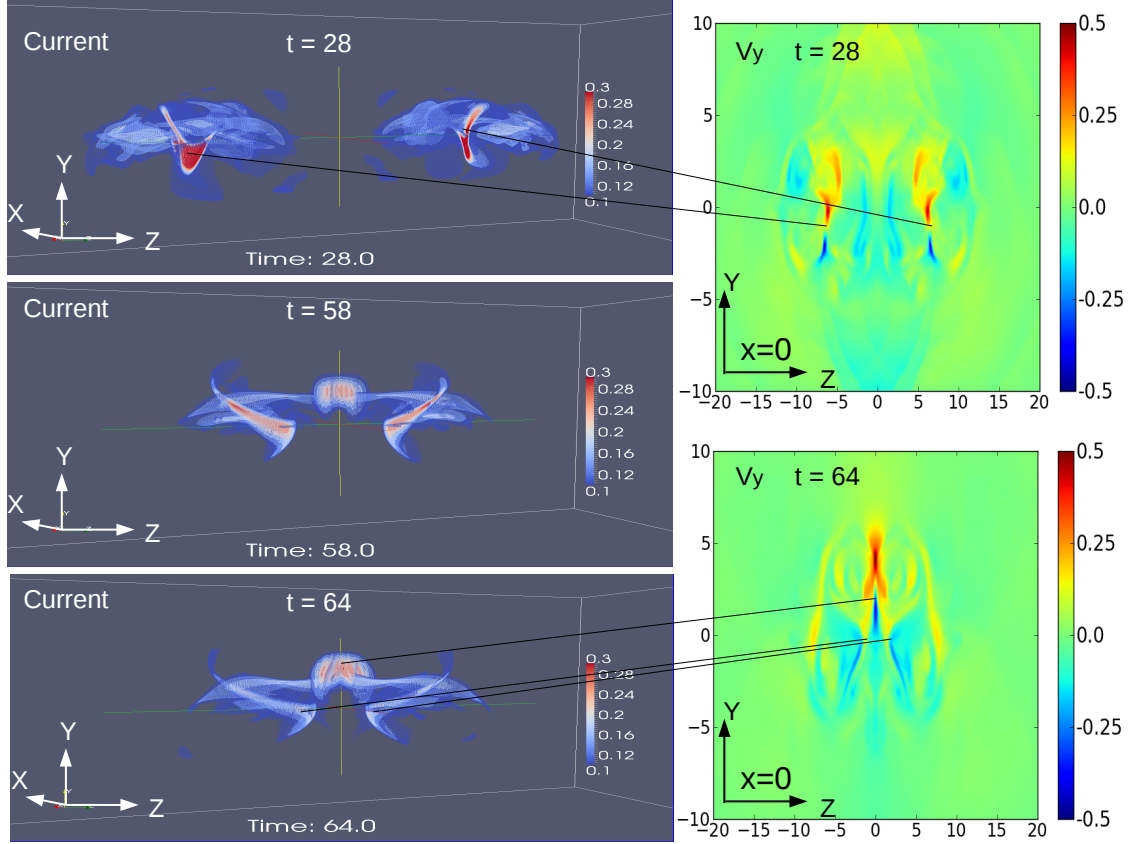 Current
t = 28
0.3
0.28
0.24
0.2
0.16
0.12
0.1
Y
X
Z
Time: 28.0
Vy t = 28
10
5
0
−5
−10
−20 −15 −10 −5 0 5 10 15 20
Y
x=0
Z
0.5
0.25
0.0
-0.25
-0.5
Current
t = 58
0.3
0.28
0.24
0.2
0.16
0.12
0.1
Y
X
Z
Time: 58.0
Current
t = 64
0.3
0.28
0.24
0.2
0.16
0.12
0.1
Y
X
Z
Time: 64.0
Vy t = 64
10
5
0
−5
−10
−20 −15 −10 −5 0 5 10 15 20
Y
x=0
Z
0.5
0.25
0.0
-0.25
-0.5